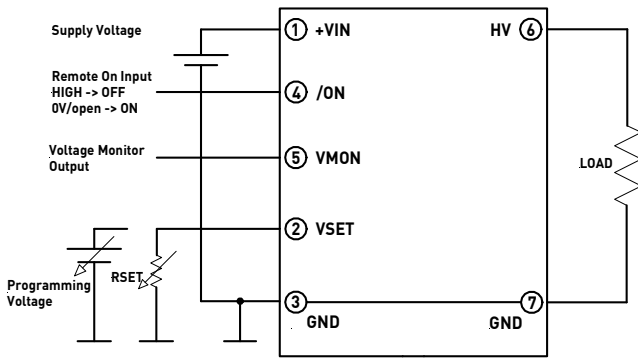 Supply Voltage
1 +VIN
HV 6
Remote On Input
HIGH -> OFF
0V/open -> ON
4 /ON
Voltage Monitor
Output
5 VMON
LOAD
2 VSET
Programming
Voltage
RSET
3
GND
7
GND